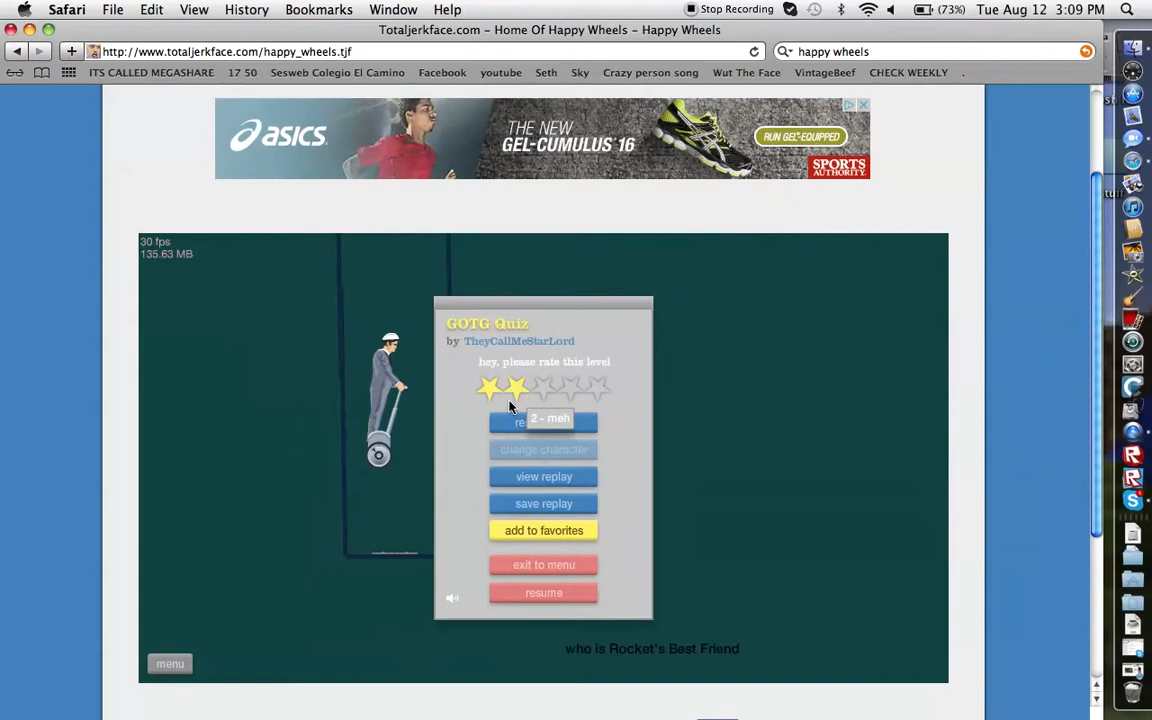 Safari File Edit View History Bookmarks Window Help Stop Recording (73%) Tue Aug 12 3:09 PM
Totaljerkface.com – Home Of Happy Wheels – Happy Wheels
http://www.totaljerkface.com/happy_wheels.tjf
happy wheels
ITS CALLED MEGASHARE 17 50 Sesweb Colegio El Camino Facebook youtube Seth Sky Crazy person song Wut The Face VintageBeef CHECK WEEKLY .
asics
THE NEW
GEL-CUMULUS 16
RUN GEL-EQUIPPED
SPORTS
AUTHORITY.
30 fps
135.63 MB
GOTG Quiz
by TheyCallMeStarLord
hey, please rate this level
2 - meh
change character
view replay
save replay
add to favorites
exit to menu
resume
who is Rocket's Best Friend
menu